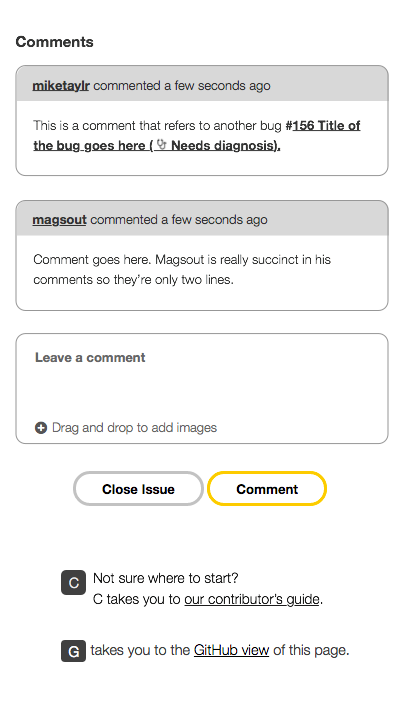 Comments
miketaylr commented a few seconds ago
This is a comment that refers to another bug #156 Title of
the bug goes here ( Needs diagnosis).
magsout commented a few seconds ago
Comment goes here. Magsout is really succinct in his
comments so they're only two lines.
Leave a comment
Drag and drop to add images
Close Issue
Comment
C Not sure where to start?
C takes you to our contributor's guide.
G takes you to the GitHub view of this page.